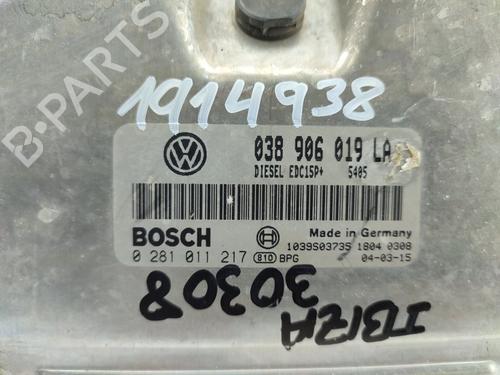 1914938
038 906 019 LA
DIESEL EDC15P+ 5405
BOSCH
Made in Germany
1039S03735 1804 0308
0 281 011 217 810 BPG 04-03-15
30308
IBIZA
B-PARTS